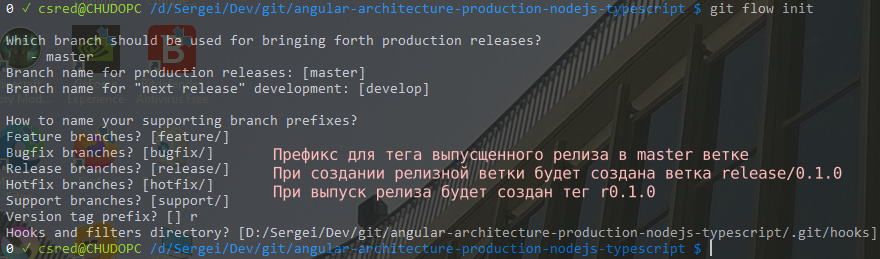 0 ✓ csred@CHUDOPC /d/Sergei/Dev/git/angular-architecture-production-nodejs-typescript $ git flow init
Which branch should be used for bringing forth production releases?
- master
Branch name for production releases: [master]
Branch name for "next release" development: [develop]
How to name your supporting branch prefixes?
Feature branches? [feature/]
Bugfix branches? [bugfix/]
Release branches? [release/]
Hotfix branches? [hotfix/]
Support branches? [support/]
Version tag prefix? [] r
Hooks and filters directory? [D:/Sergei/Dev/git/angular-architecture-production-nodejs-typescript/.git/hooks]
0 ✓ csred@CHUDOPC /d/Sergei/Dev/git/angular-architecture-production-nodejs-typescript $
Префикс для тега выпусщенного релиза в master ветке
При создании релизной ветки будет создана ветка release/0.1.0
При выпуск релиза будет создан тег r0.1.0
Experience
Antivirus Free